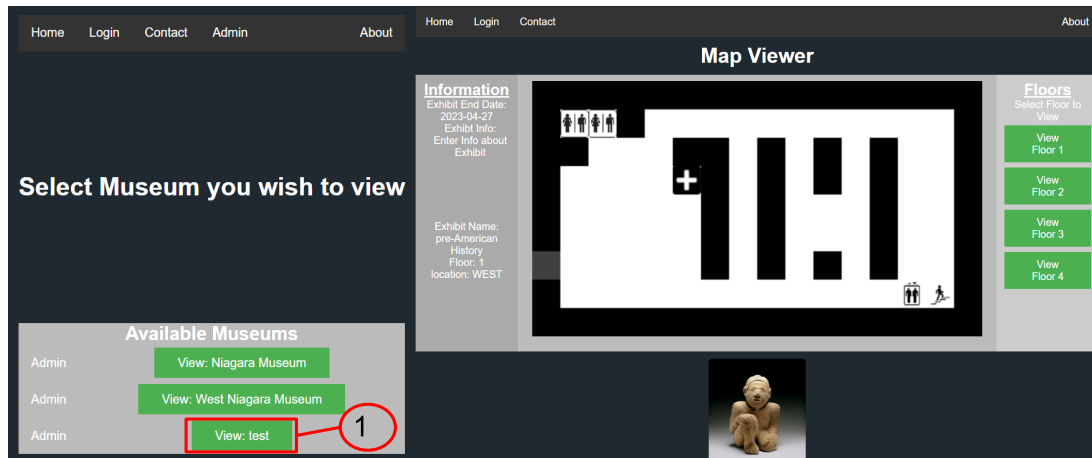 Home Login Contact Admin About
Select Museum you wish to view
Available Museums
Admin View: Niagara Museum
Admin View: West Niagara Museum
Admin View: test
1
Home Login Contact About
Map Viewer
Information
Exhibit End Date:
2023-04-27
Exhibt Info:
Enter Info about
Exhibit
Exhibit Name:
pre-American
History
Floor: 1
location: WEST
Floors
Select Floor to
View
View
Floor 1
View
Floor 2
View
Floor 3
View
Floor 4